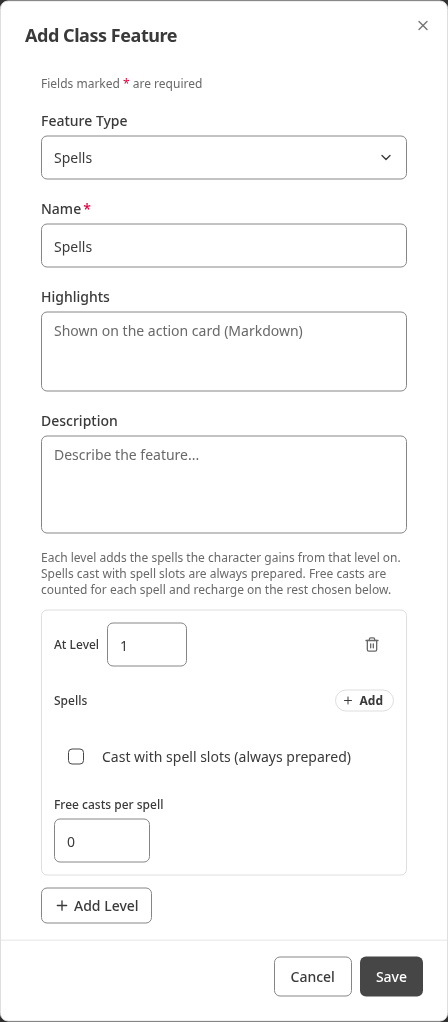 Add Class Feature
Fields marked * are required
Feature Type
Spells
Name*
Spells
Highlights
Shown on the action card (Markdown)
Description
Describe the feature...
Each level adds the spells the character gains from that level on.
Spells cast with spell slots are always prepared. Free casts are
counted for each spell and recharge on the rest chosen below.
At Level 1
Spells + Add
Cast with spell slots (always prepared)
Free casts per spell
0
+ Add Level
Cancel Save